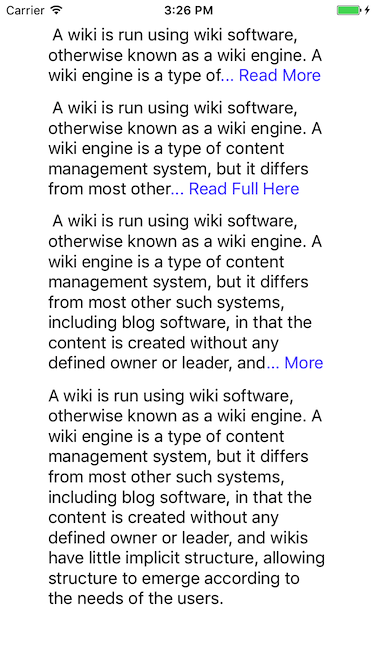 Carrier 3:26 PM
A wiki is run using wiki software,
otherwise known as a wiki engine. A
wiki engine is a type of... Read More
A wiki is run using wiki software,
otherwise known as a wiki engine. A
wiki engine is a type of content
management system, but it differs
from most other... Read Full Here
A wiki is run using wiki software,
otherwise known as a wiki engine. A
wiki engine is a type of content
management system, but it differs
from most other such systems,
including blog software, in that the
content is created without any
defined owner or leader, and... More
A wiki is run using wiki software,
otherwise known as a wiki engine. A
wiki engine is a type of content
management system, but it differs
from most other such systems,
including blog software, in that the
content is created without any
defined owner or leader, and wikis
have little implicit structure, allowing
structure to emerge according to
the needs of the users.